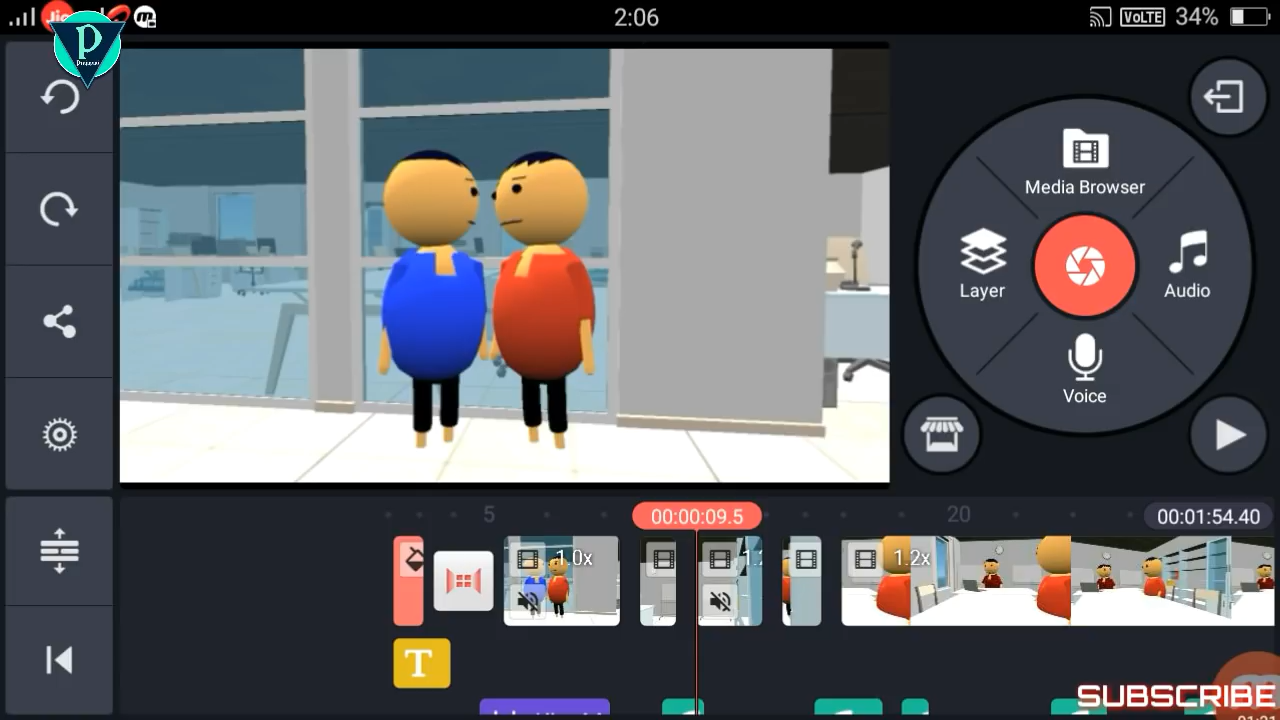 Jio
2:06
VoLTE
34%
P
Media Browser
Layer
Audio
Voice
5
00:00:09.5
20
00:01:54.40
1.0x
1.2x
T
SUBSCRIBE